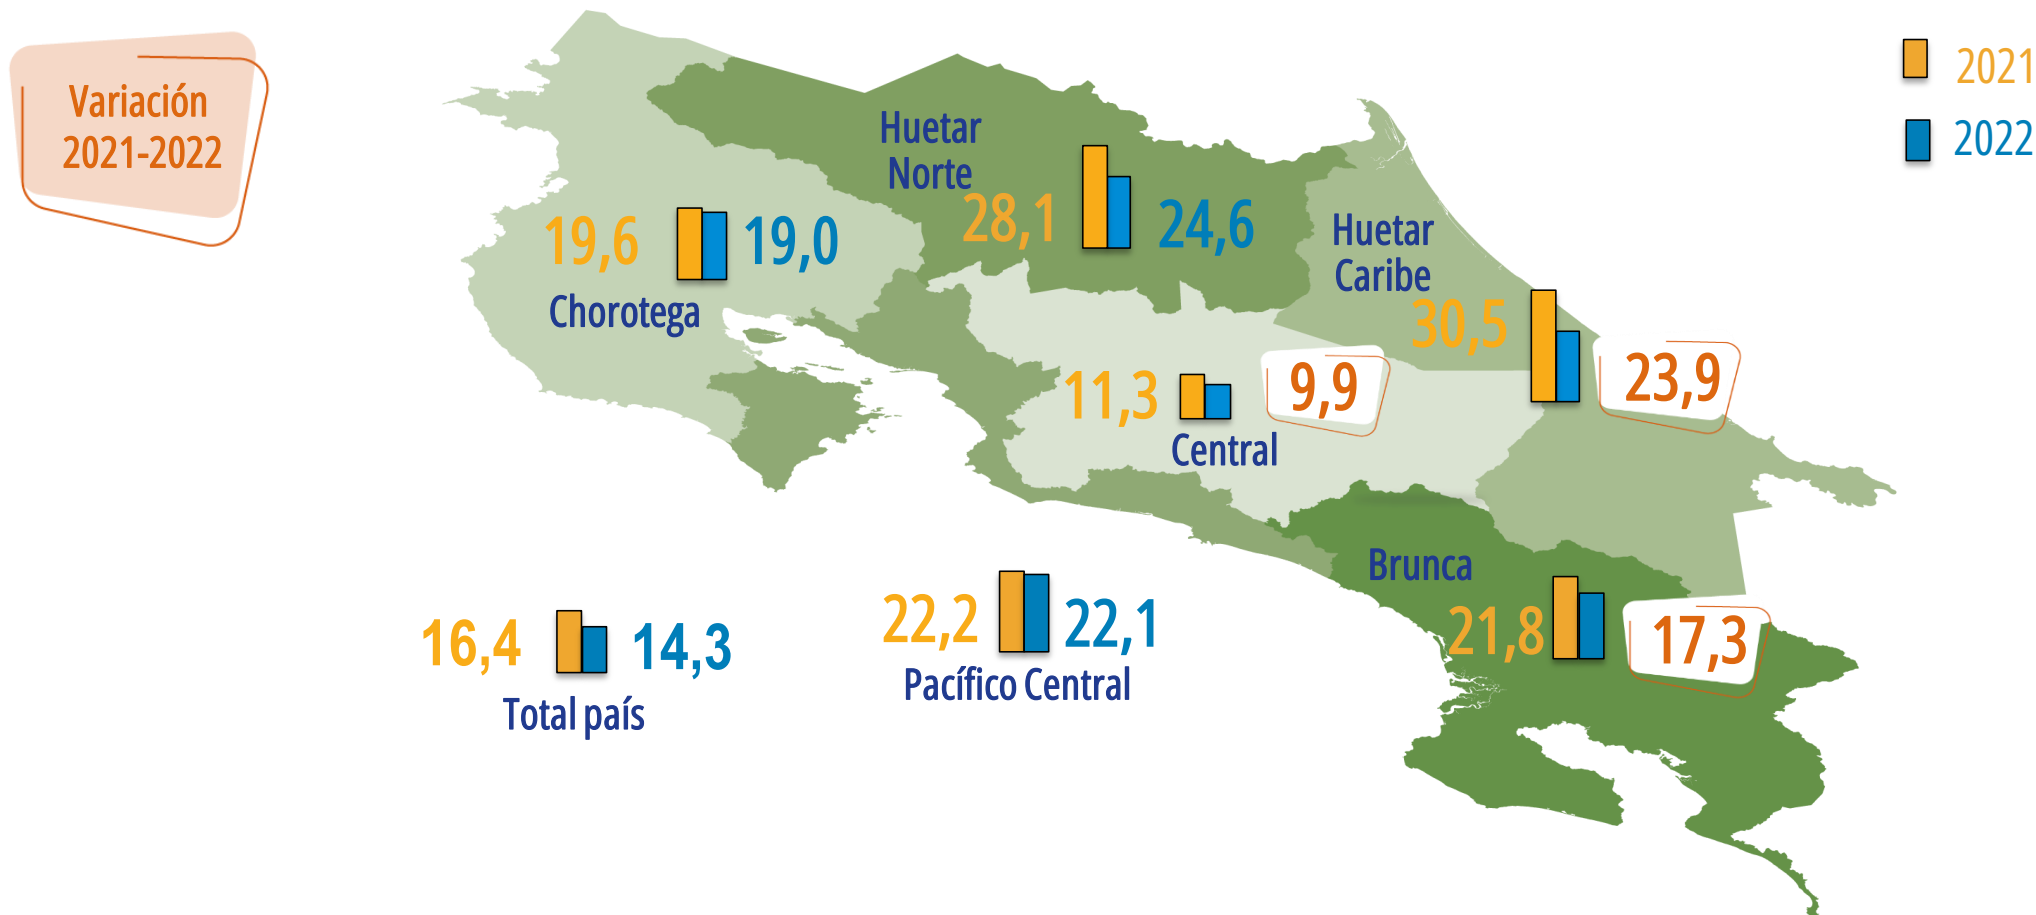 Variación
2021-2022
2021
2022
Huetar
Norte
28,1
24,6
19,6
19,0
Chorotega
Huetar
Caribe
30,5
23,9
11,3
9,9
Central
Brunca
21,8
17,3
16,4
14,3
Total país
22,2
22,1
Pacífico Central